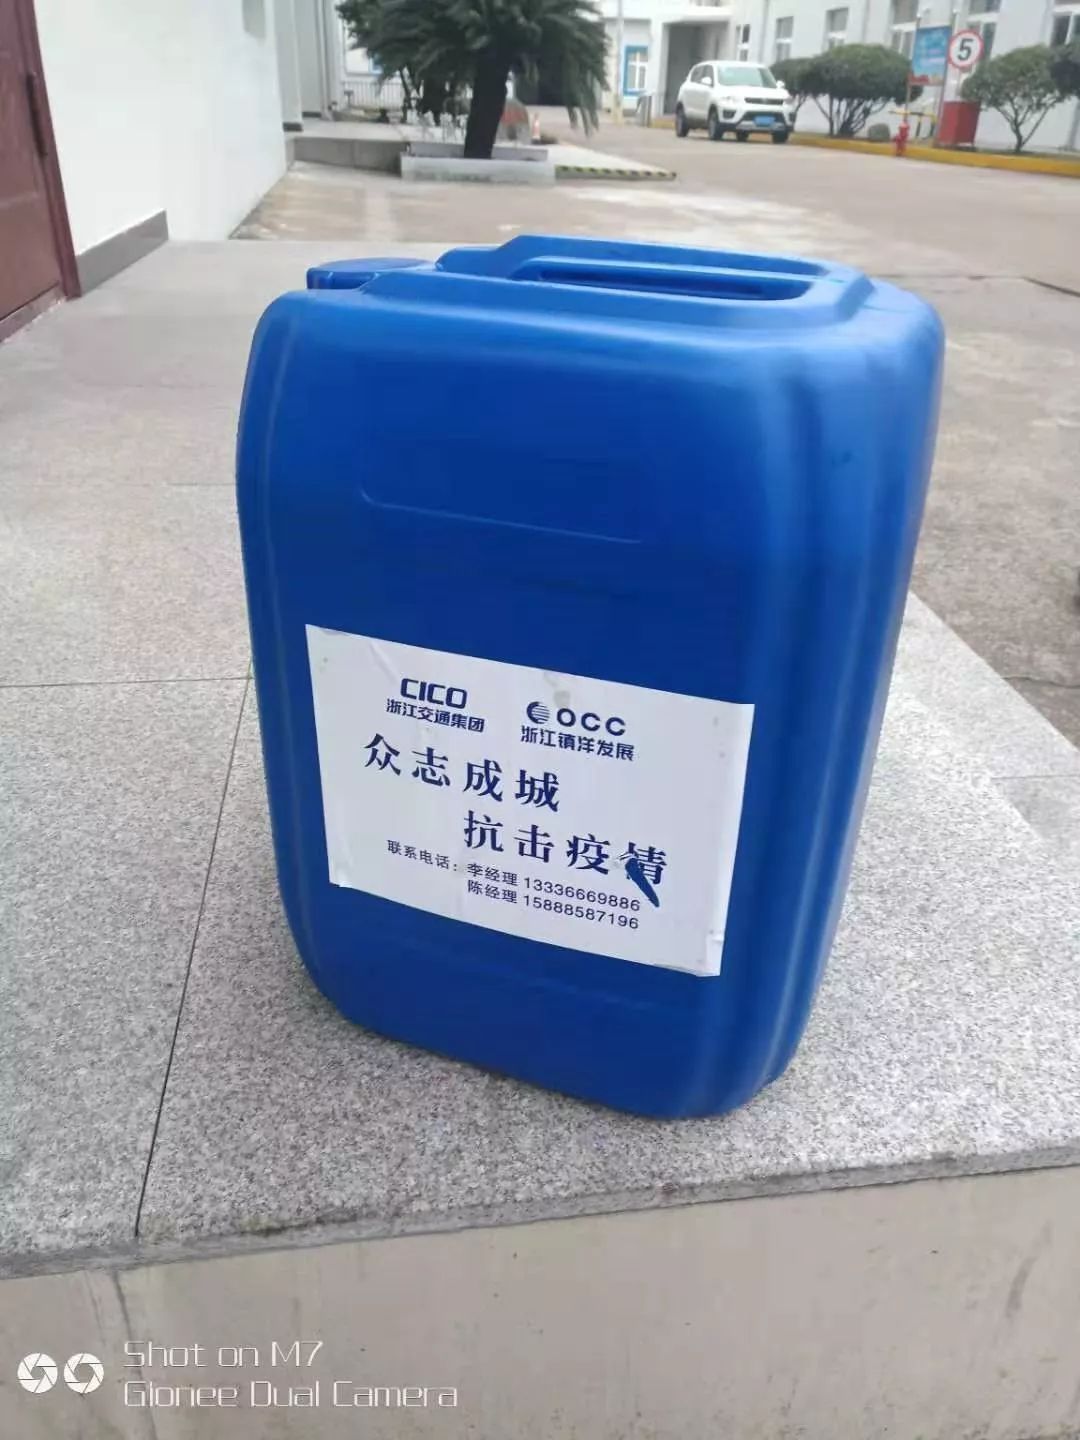 5
CICO
浙江交通集团
OCC
浙江镇洋发展
众志成城
抗击疫情
联系电话：李经理 13336669886
陈经理 15888587196
Shot on M7
Gionee Dual Camera